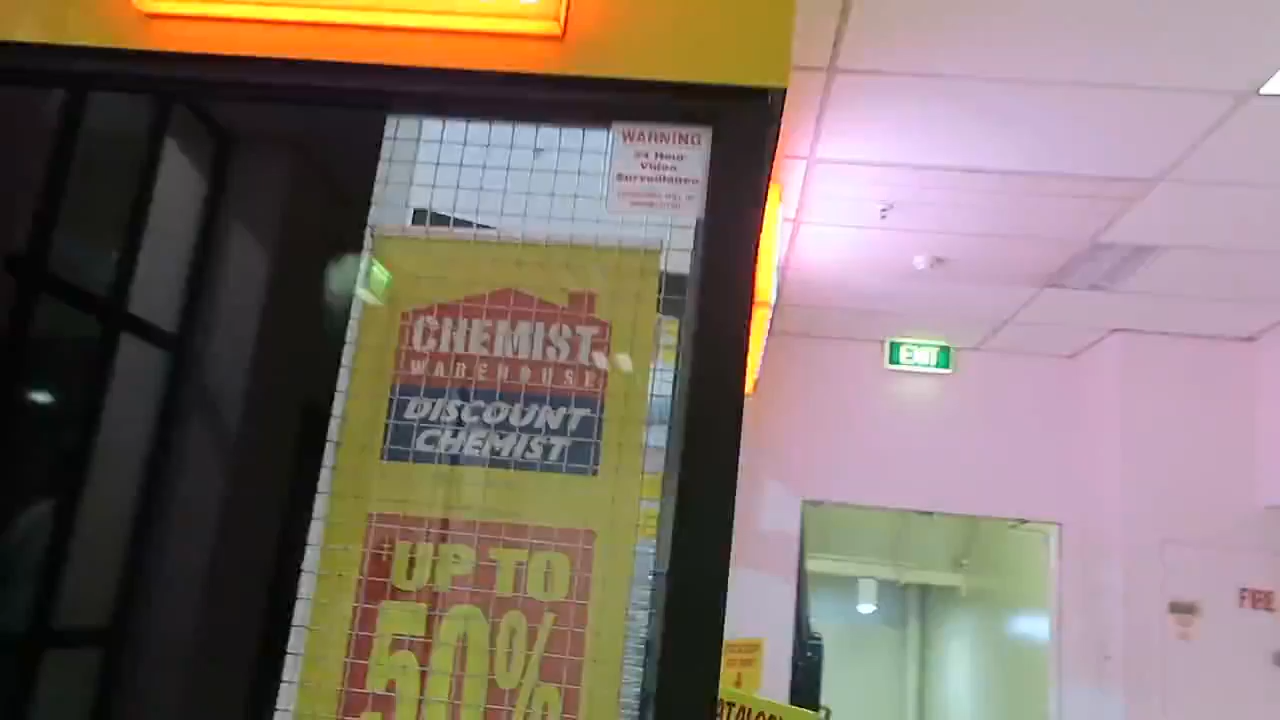 WARNING
24 Hour
Video
Surveillance
CHEMIST
WAREHOUSE
DISCOUNT
CHEMIST
UP TO
50%
EXIT
FIRE